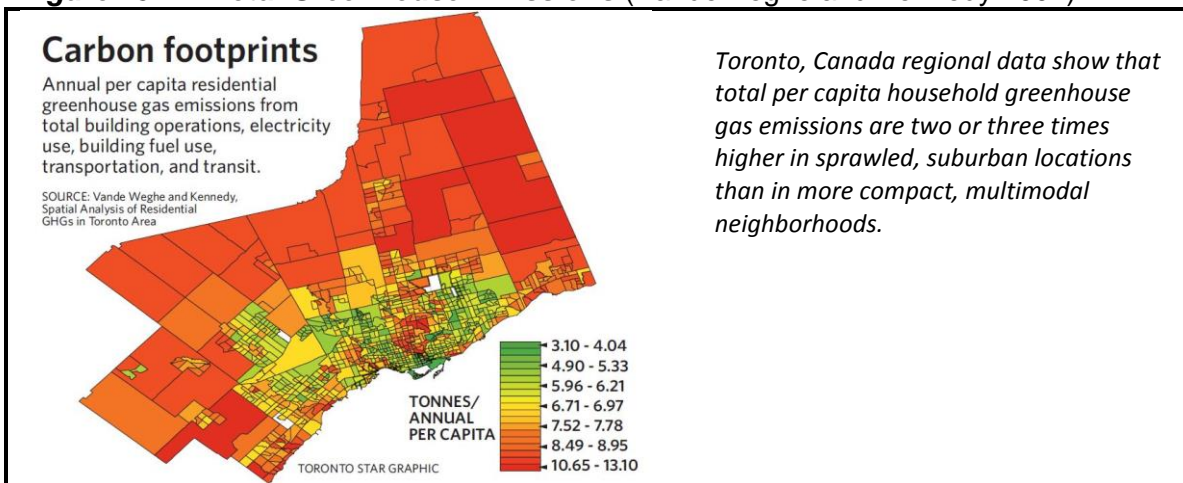 Carbon footprints
Annual per capita residential
greenhouse gas emissions from
total building operations, electricity
use, building fuel use,
transportation, and transit.
SOURCE: Vande Weghe and Kennedy,
Spatial Analysis of Residential
GHGs in Toronto Area
TONNES/
ANNUAL
PER CAPITA
3.10 - 4.04
4.90 - 5.33
5.96 - 6.21
6.71 - 6.97
7.52 - 7.78
8.49 - 8.95
10.65 - 13.10
TORONTO STAR GRAPHIC
Toronto, Canada regional data show that
total per capita household greenhouse
gas emissions are two or three times
higher in sprawled, suburban locations
than in more compact, multimodal
neighborhoods.